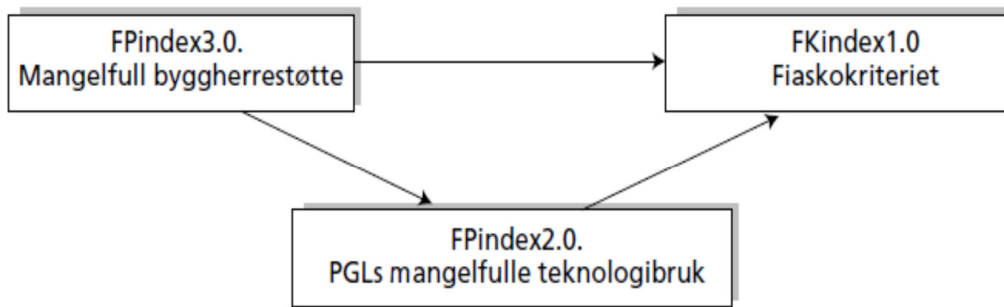 FPindex3.0.
Mangelfull byggherrestøtte
FKindex1.0
Fiaskokriteriet
FPindex2.0.
PGLs mangelfulle teknologibruk